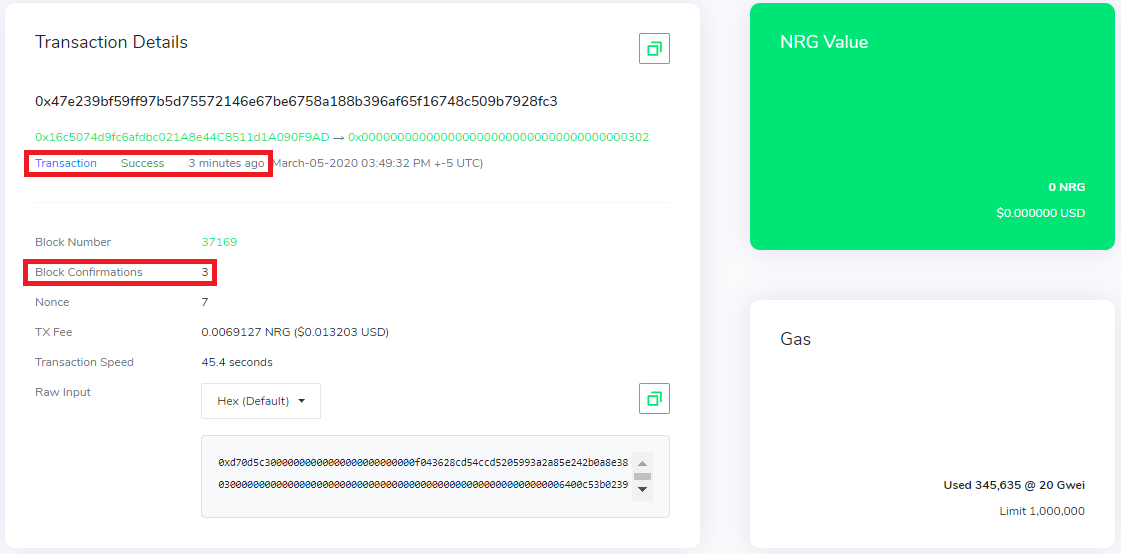 Transaction Details
0x47e239bf59ff97b5d75572146e67be6758a188b396af65f16748c509b7928fc3
0x16c5074d9fc6afdbc021A8e44C8511d1A090F9AD → 0x0000000000000000000000000000000000000302
Transaction Success 3 minutes ago March-05-2020 03:49:32 PM +-5 UTC)
Block Number 37169
Block Confirmations 3
Nonce 7
TX Fee 0.0069127 NRG ($0.013203 USD)
Transaction Speed 45.4 seconds
Raw Input Hex (Default)
0xd70d5c30000000000000000000000000f043628cd54ccd5205993a2a85e242b0a8e38
0300000000000000000000000000000000000000000000000000000000006400c53b0239
NRG Value
0 NRG
$0.000000 USD
Gas
Used 345,635 @ 20 Gwei
Limit 1,000,000